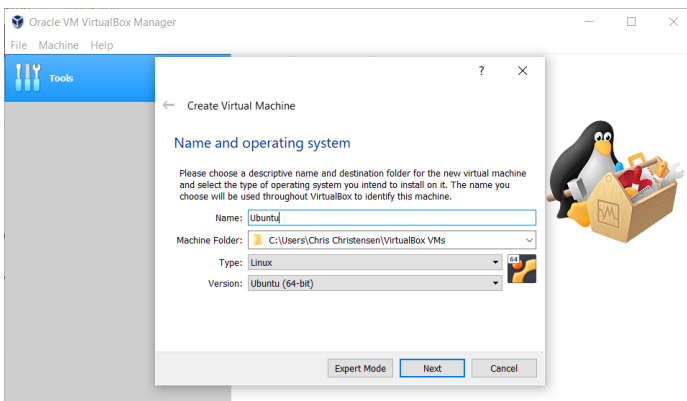 Oracle VM VirtualBox Manager
File Machine Help
Tools
?
Create Virtual Machine
Name and operating system
Please choose a descriptive name and destination folder for the new virtual machine
and select the type of operating system you intend to install on it. The name you
choose will be used throughout VirtualBox to identify this machine.
Name: Ubuntu
Machine Folder: C:\Users\Chris Christensen\VirtualBox VMs
Type: Linux
64
Version: Ubuntu (64-bit)
Expert Mode Next Cancel